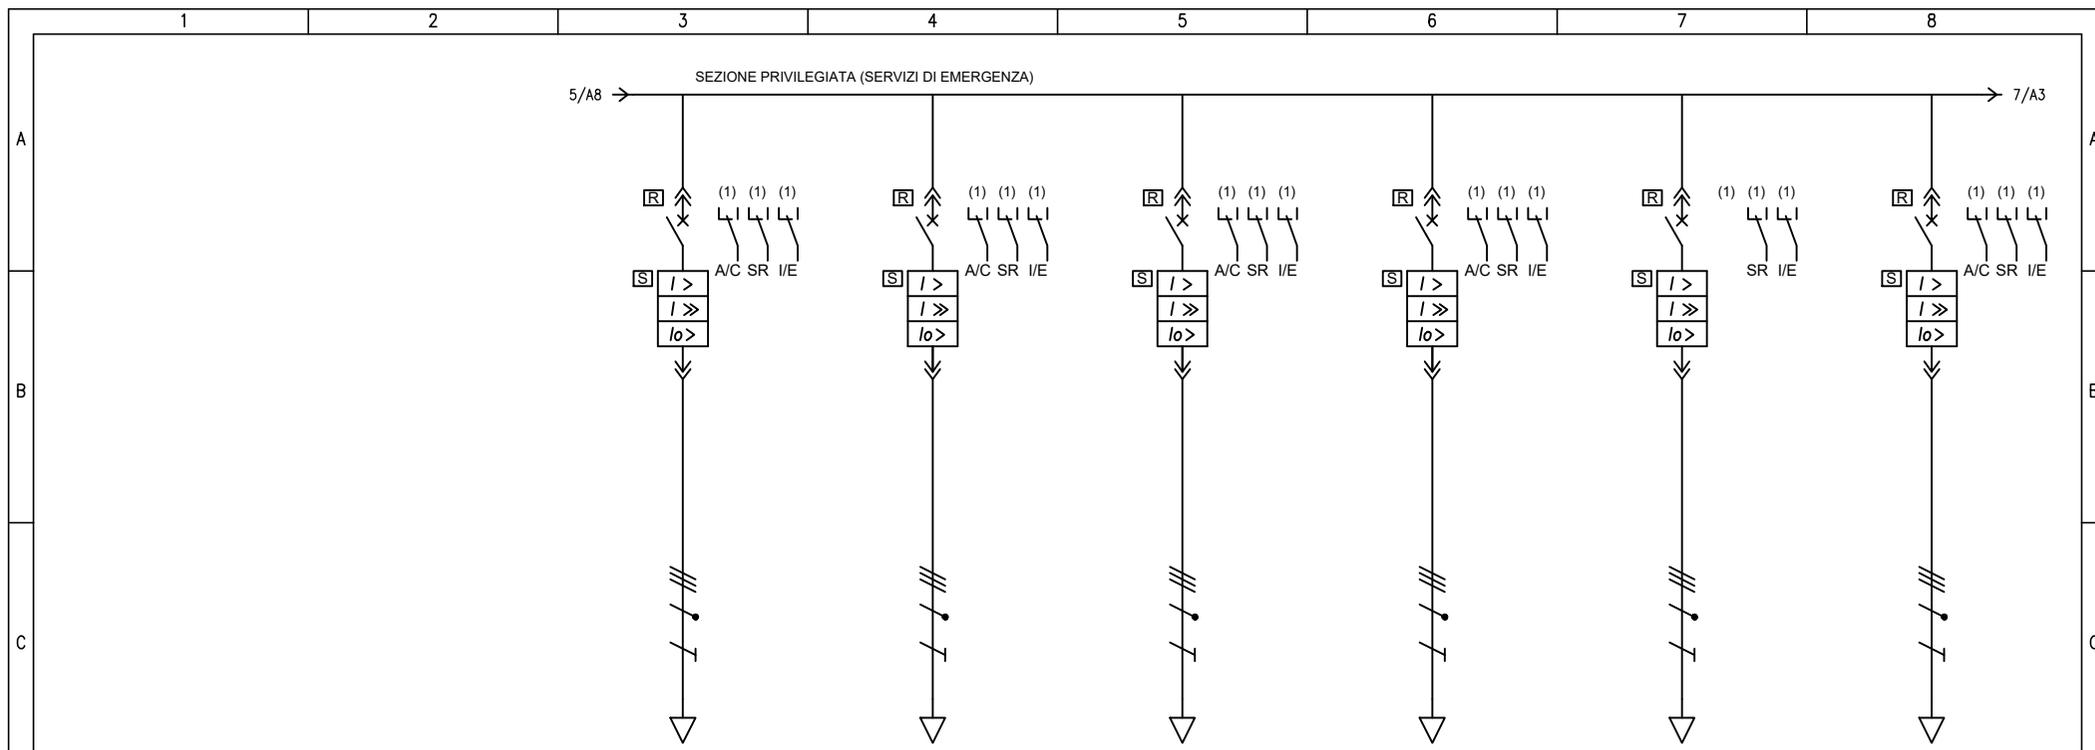 1 2 3 4 5 6 7 8
SEZIONE PRIVILEGIATA (SERVIZI DI EMERGENZA)
5/A8 7/A3
A A
R (1) (1) (1) R (1) (1) (1) R (1) (1) (1) R (1) (1) (1) R (1) (1) (1) R (1) (1) (1)
A/C SR I/E A/C SR I/E A/C SR I/E A/C SR I/E SR I/E A/C SR I/E
S I > S I > S I > S I > S I > S I >
I >> I >> I >> I >> I >> I >>
Io> Io> Io> Io> Io> Io>
B B
C C